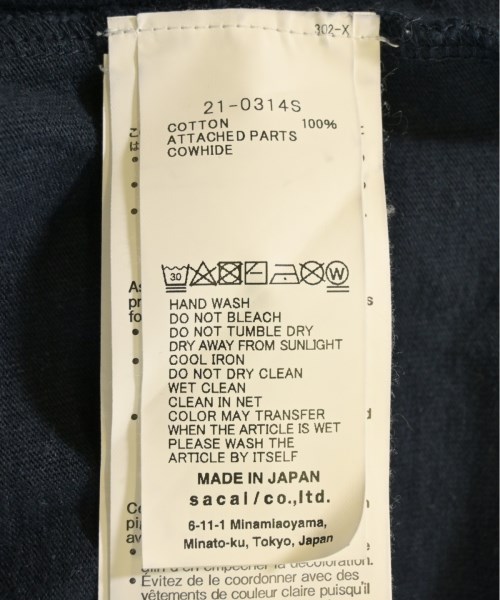 302-X
21-0314S
COTTON 100%
ATTACHED PARTS
COWHIDE
30
W
HAND WASH
DO NOT BLEACH
DO NOT TUMBLE DRY
DRY AWAY FROM SUNLIGHT
COOL IRON
DO NOT DRY CLEAN
WET CLEAN
CLEAN IN NET
COLOR MAY TRANSFER
WHEN THE ARTICLE IS WET
PLEASE WASH THE
ARTICLE BY ITSELF
MADE IN JAPAN
sacai/co.,ltd.
6-11-1 Minamiaoyama,
Minato-ku, Tokyo, Japan
afin d'en empêcher la décoloration.
• Évitez de le coordonner avec des
vêtements de couleur claire puisqu'il